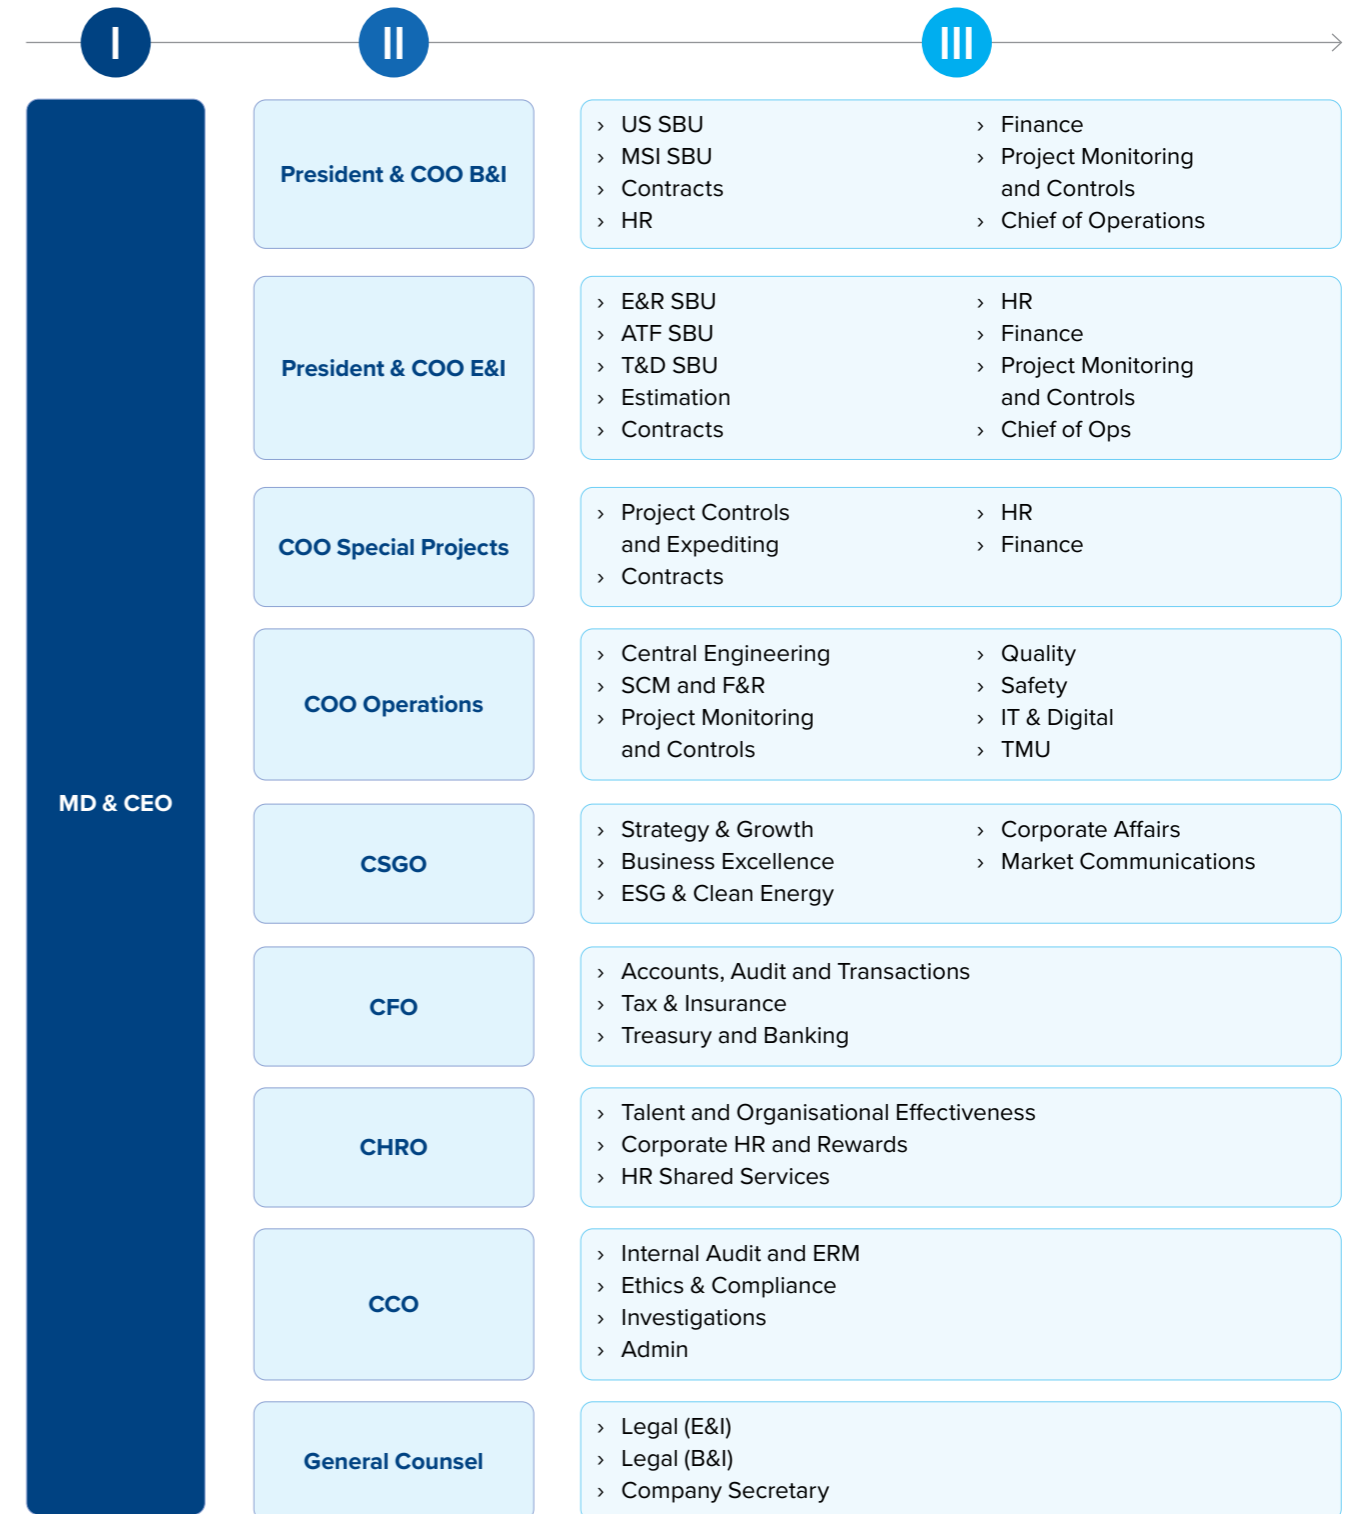 I
II
III
MD & CEO
President & COO B&I
› US SBU
› MSI SBU
› Contracts
› HR
› Finance
› Project Monitoring
and Controls
› Chief of Operations
President & COO E&I
› E&R SBU
› ATF SBU
› T&D SBU
› Estimation
› Contracts
› HR
› Finance
› Project Monitoring
and Controls
› Chief of Ops
COO Special Projects
› Project Controls
and Expediting
› Contracts
› HR
› Finance
COO Operations
› Central Engineering
› SCM and F&R
› Project Monitoring
and Controls
› Quality
› Safety
› IT & Digital
› TMU
CSGO
› Strategy & Growth
› Business Excellence
› ESG & Clean Energy
› Corporate Affairs
› Market Communications
CFO
› Accounts, Audit and Transactions
› Tax & Insurance
› Treasury and Banking
CHRO
› Talent and Organisational Effectiveness
› Corporate HR and Rewards
› HR Shared Services
CCO
› Internal Audit and ERM
› Ethics & Compliance
› Investigations
› Admin
General Counsel
› Legal (E&I)
› Legal (B&I)
› Company Secretary